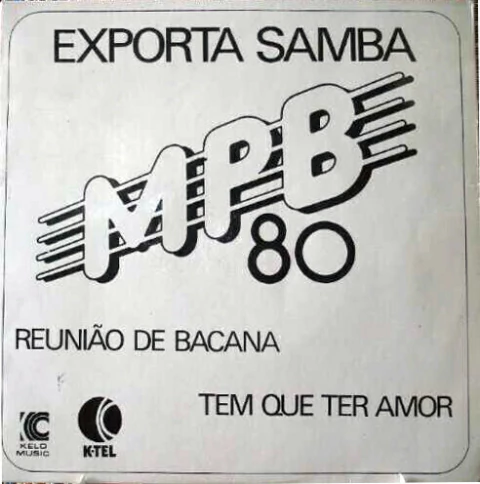 EXPORTA SAMBA
MPB
80
REUNIÃO DE BACANA
TEM QUE TER AMOR
KELO
MUSIC
K-TEL